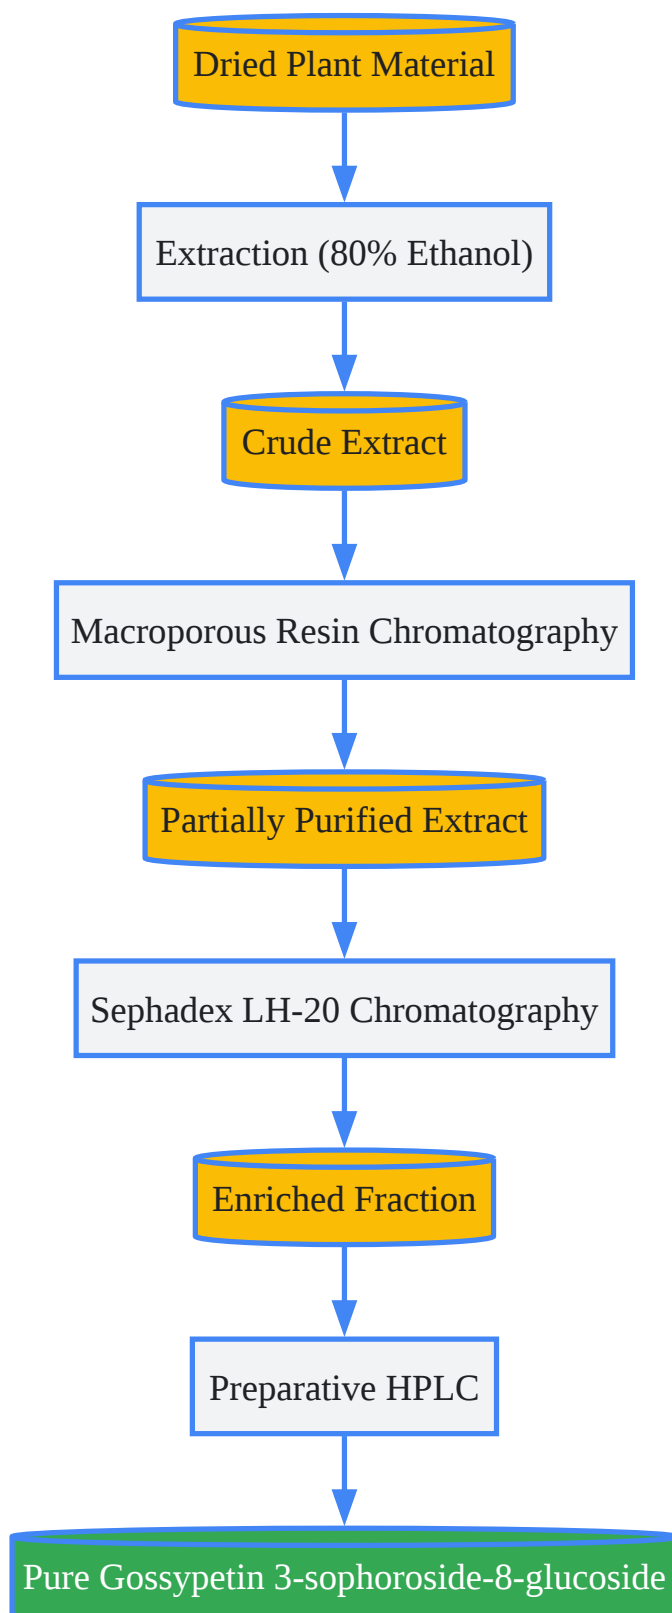 Dried Plant Material
Extraction (80% Ethanol)
Crude Extract
Macroporous Resin Chromatography
Partially Purified Extract
Sephadex LH-20 Chromatography
Enriched Fraction
Preparative HPLC
Pure Gossypetin 3-sophoroside-8-glucoside